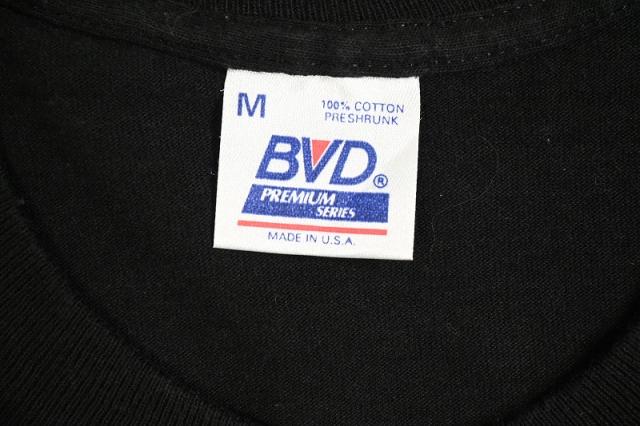 M
100% COTTON
PRESHRUNK
BVD®
PREMIUM
SERIES
MADE IN U.S.A.